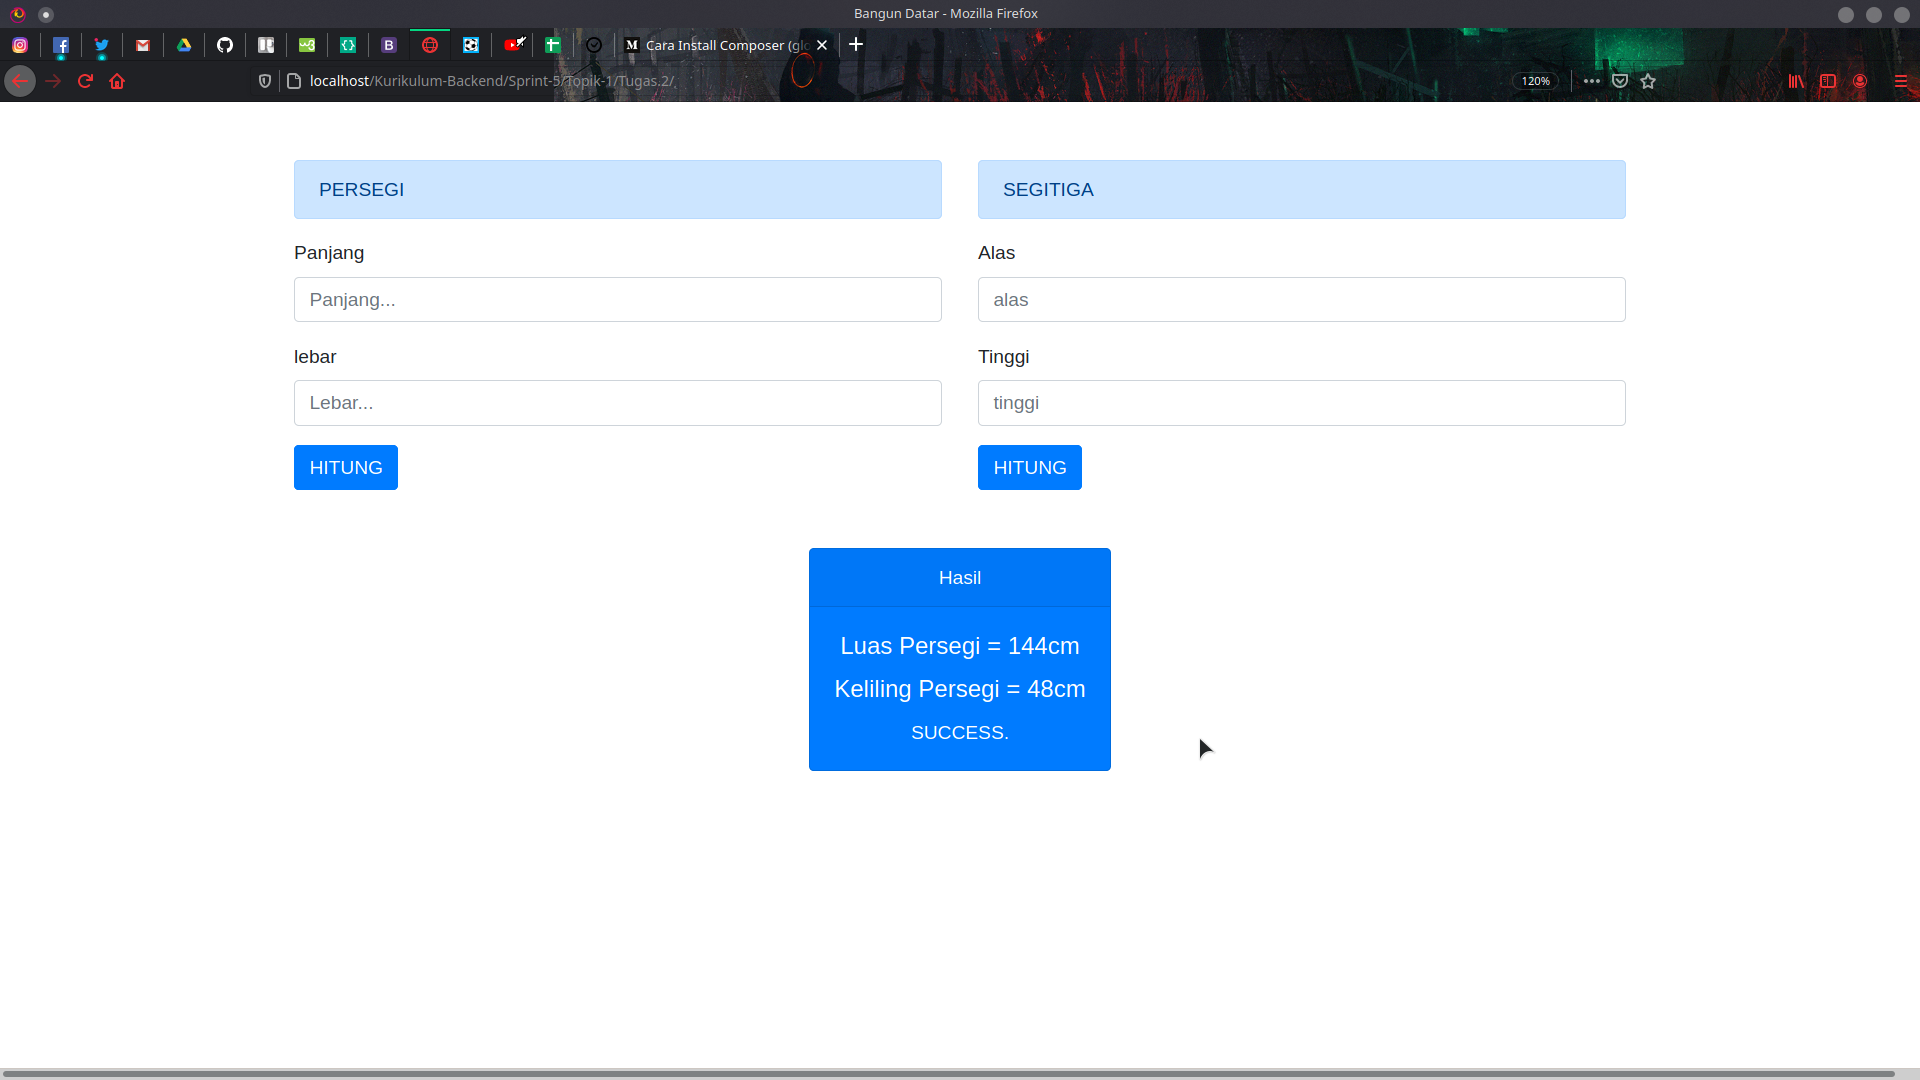 Bangun Datar - Mozilla Firefox
Cara Install Composer (glo
localhost/Kurikulum-Backend/Sprint-5/Topik-1/Tugas.2/
120%
PERSEGI
SEGITIGA
Panjang
Alas
Panjang...
alas
lebar
Tinggi
Lebar...
tinggi
HITUNG
HITUNG
Hasil
Luas Persegi = 144cm
Keliling Persegi = 48cm
SUCCESS.